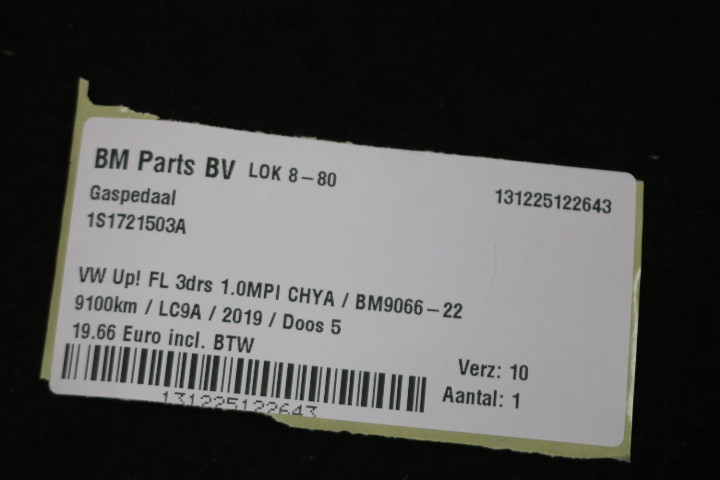 BM Parts BV LOK 8-80
131225122643
Gaspedaal
1S1721503A
VW Up! FL 3drs 1.0MPI CHYA / BM9066-22
9100km / LC9A / 2019 / Doos 5
19.66 Euro incl. BTW
Verz: 10
Aantal: 1
131225122643